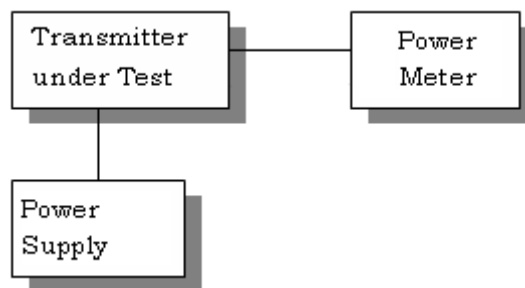 Transmitter
under Test
Power
Meter
Power
Supply